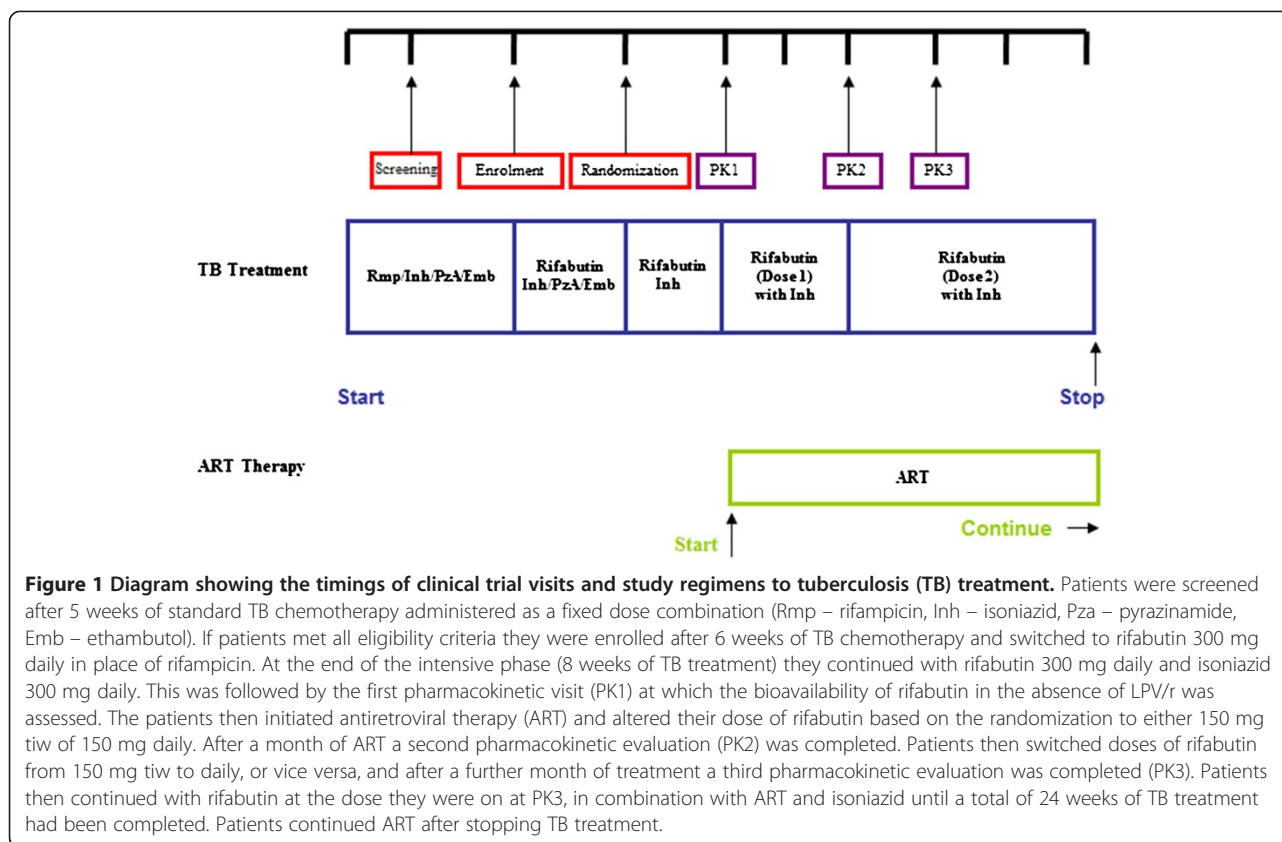 Screening Enrolment Randomization PK1 PK2 PK3
TB Treatment
Rmp/Inh/PzA/Emb
Rifabutin
Inh/PzA/Emb
Rifabutin
Inh
Rifabutin
(Dose1)
with Inh
Rifabutin
(Dose2)
with Inh
Start Stop
ART Therapy
ART
Continue
Start
Figure 1 Diagram showing the timings of clinical trial visits and study regimens to tuberculosis (TB) treatment. Patients were screened
after 5 weeks of standard TB chemotherapy administered as a fixed dose combination (Rmp – rifampicin, Inh – isoniazid, Pza – pyrazinamide,
Emb – ethambutol). If patients met all eligibility criteria they were enrolled after 6 weeks of TB chemotherapy and switched to rifabutin 300 mg
daily in place of rifampicin. At the end of the intensive phase (8 weeks of TB treatment) they continued with rifabutin 300 mg daily and isoniazid
300 mg daily. This was followed by the first pharmacokinetic visit (PK1) at which the bioavailability of rifabutin in the absence of LPV/r was
assessed. The patients then initiated antiretroviral therapy (ART) and altered their dose of rifabutin based on the randomization to either 150 mg
tiw of 150 mg daily. After a month of ART a second pharmacokinetic evaluation (PK2) was completed. Patients then switched doses of rifabutin
from 150 mg tiw to daily, or vice versa, and after a further month of treatment a third pharmacokinetic evaluation was completed (PK3). Patients
then continued with rifabutin at the dose they were on at PK3, in combination with ART and isoniazid until a total of 24 weeks of TB treatment
had been completed. Patients continued ART after stopping TB treatment.